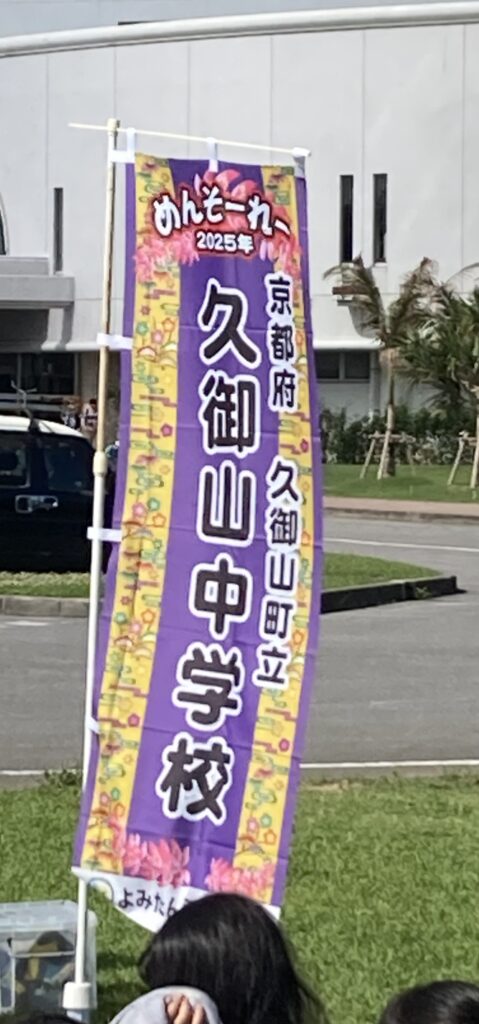 めんそーれー
2025年
京都府 久御山町立
久御山中学校
よみたん